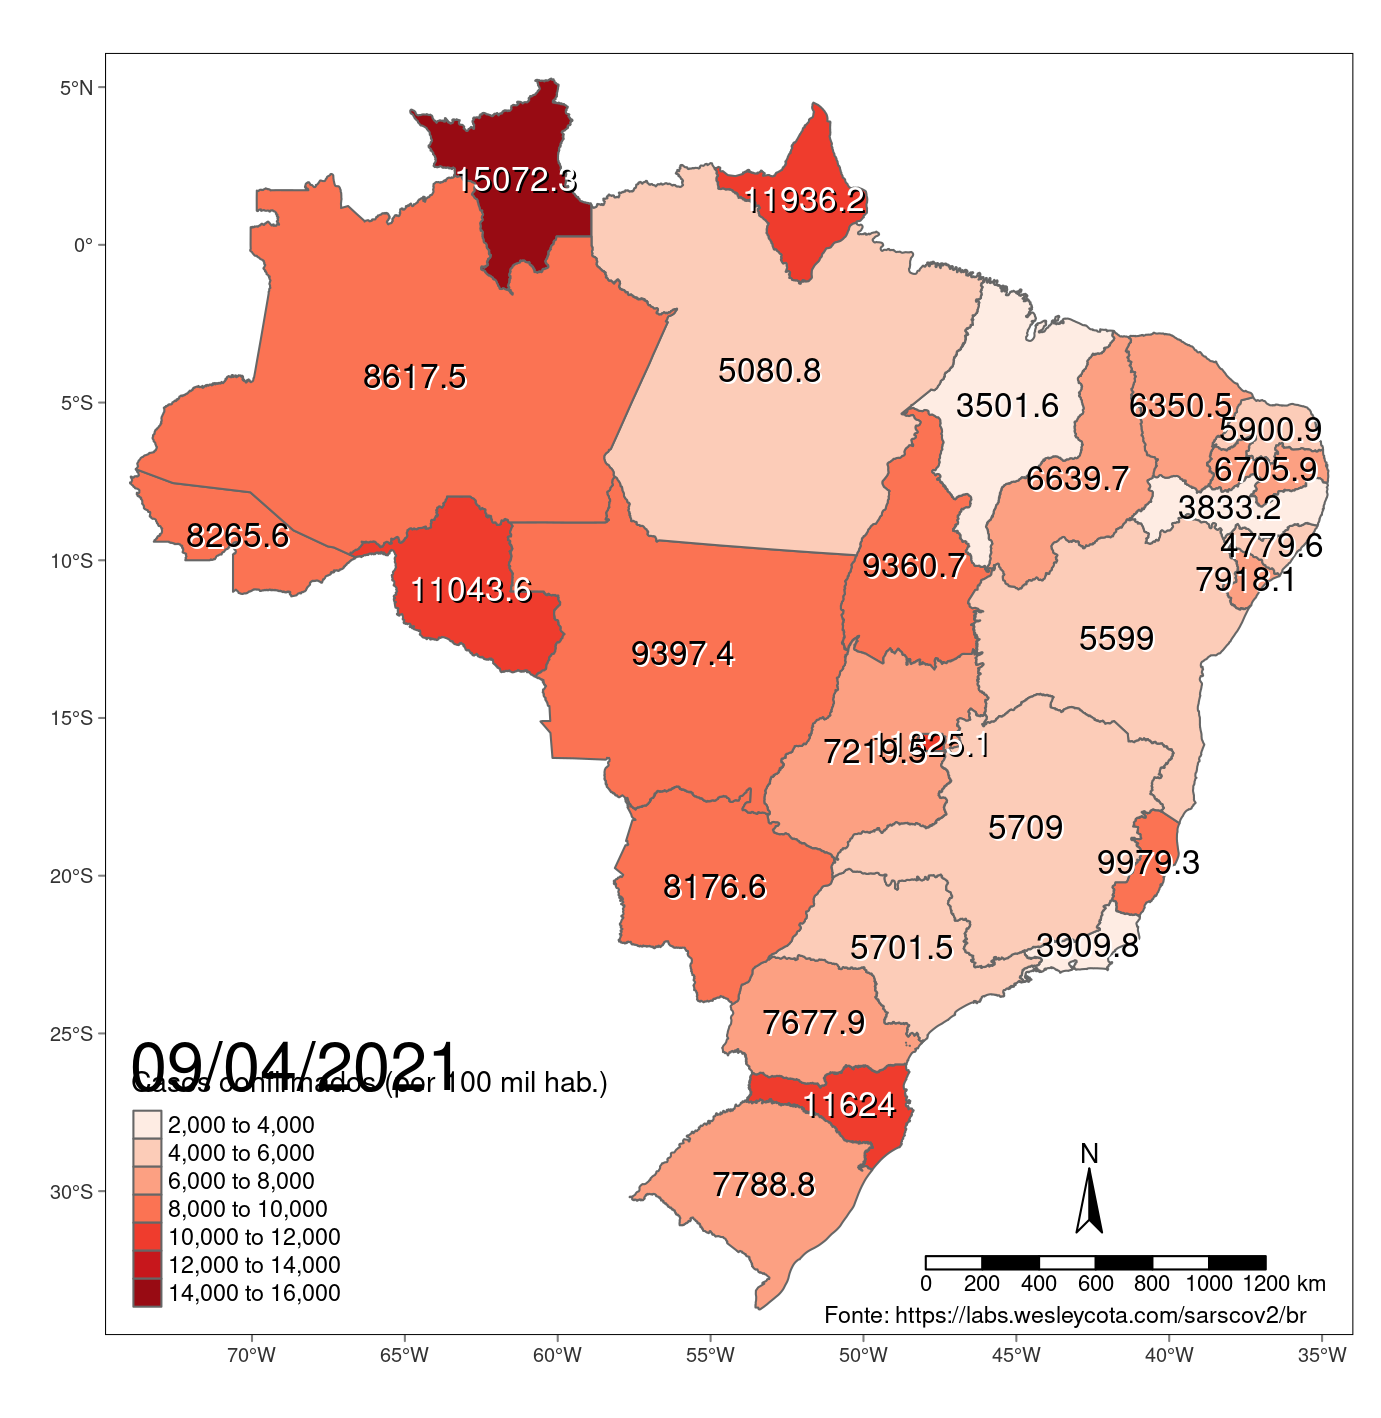 5°N
0°
5°S
10°S
15°S
20°S
25°S
30°S
15072.3
11936.2
8617.5
5080.8
3501.6
6350.5
5900.9
6639.7
6705.9
3833.2
8265.6
4779.6
11043.6
9360.7
7918.1
9397.4
5599
7219.5
5709
9979.3
8176.6
5701.5
3909.8
7677.9
11624
7788.8
09/04/2021
Casos confirmados (por 100 mil hab.)
2,000 to 4,000
4,000 to 6,000
6,000 to 8,000
8,000 to 10,000
10,000 to 12,000
12,000 to 14,000
14,000 to 16,000
N
0 200 400 600 800 1000 1200 km
Fonte: https://labs.wesleycota.com/sarscov2/br
70°W 65°W 60°W 55°W 50°W 45°W 40°W 35°W